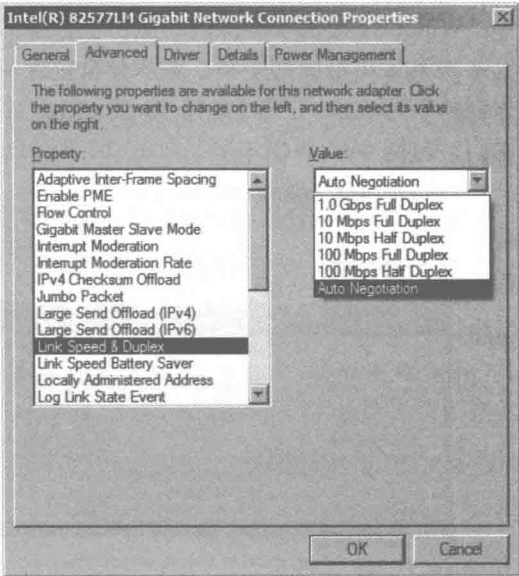 Intel(R) 82577LM Gigabit Network Connection Properties
General Advanced Driver Details Power Management
The following properties are available for this network adapter. Click
the property you want to change on the left, and then select its value
on the right.
Property:
Adaptive Inter-Frame Spacing
Enable PME
Flow Control
Gigabit Master Slave Mode
Interrupt Moderation
Interrupt Moderation Rate
IPv4 Checksum Offload
Jumbo Packet
Large Send Offload (IPv4)
Large Send Offload (IPv6)
Link Speed & Duplex
Link Speed Battery Saver
Locally Administered Address
Log Link State Event
Value:
Auto Negotiation
1.0 Gbps Full Duplex
10 Mbps Full Duplex
10 Mbps Half Duplex
100 Mbps Full Duplex
100 Mbps Half Duplex
Auto Negotiation
OK Cancel